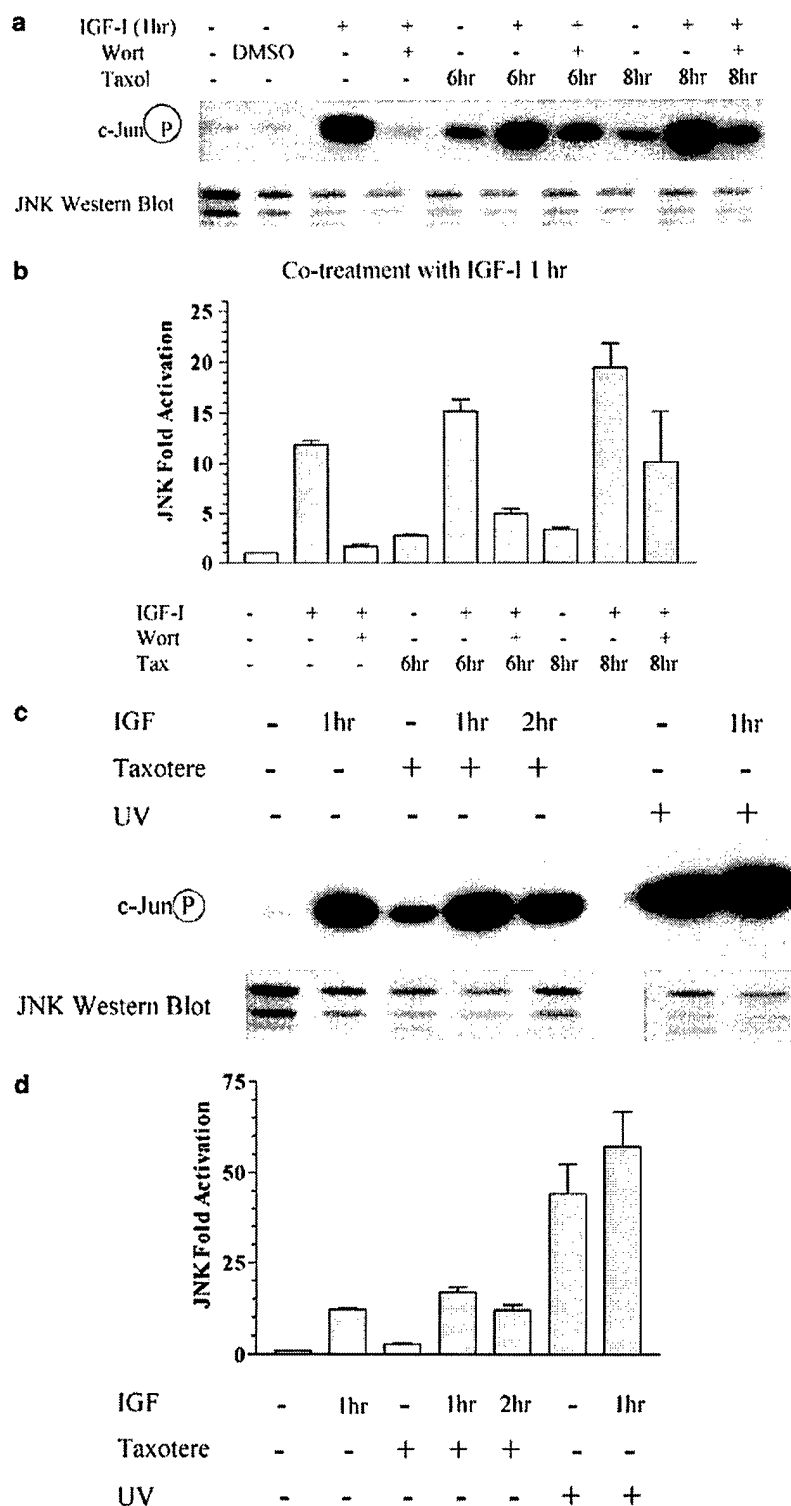 a
IGF-I (1hr) - - + + - + + - + +
Wort - DMSO - + - - + - - +
Taxol - - - - 6hr 6hr 6hr 8hr 8hr 8hr
c-Jun P
JNK Western Blot
b
Co-treatment with IGF-I 1 hr
25
20
15
10
5
0
JNK Fold Activation
IGF-I - + + - + + - + +
Wort - - + - - + - - +
Tax - - - 6hr 6hr 6hr 8hr 8hr 8hr
c
IGF - 1hr - 1hr 2hr - 1hr
Taxotere - - + + + - -
UV - - - - - + +
c-Jun P
JNK Western Blot
d
75
50
25
0
JNK Fold Activation
IGF - 1hr - 1hr 2hr - 1hr
Taxotere - - + + + - -
UV - - - - - + +